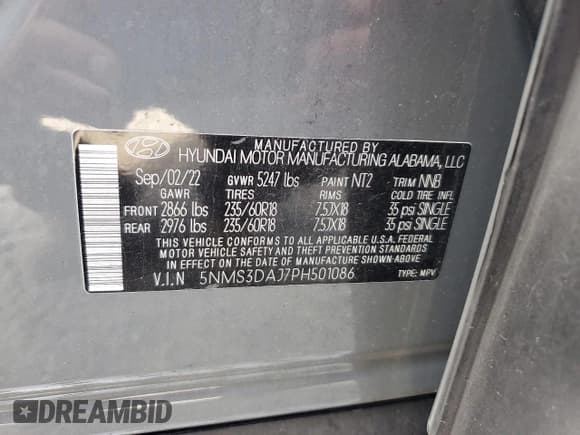 MANUFACTURED BY
HYUNDAI MOTOR MANUFACTURING ALABAMA, LLC
Sep/02/22 GVWR 5247 lbs PAINT NT2 TRIM NNB
GAWR TIRES RIMS COLD TIRE INFL
FRONT 2866 lbs 235/60R18 7.5JX18 35 psi SINGLE
REAR 2976 lbs 235/60R18 7.5JX18 35 psi SINGLE
THIS VEHICLE CONFORMS TO ALL APPLICABLE U.S.A. FEDERAL
MOTOR VEHICLE SAFETY AND THEFT PREVENTION STANDARDS
IN EFFECT ON THE DATE OF MANUFACTURE SHOWN ABOVE.
V.I.N 5NMS3DAJ7PH501086 TYPE: MPV
DREAMBID